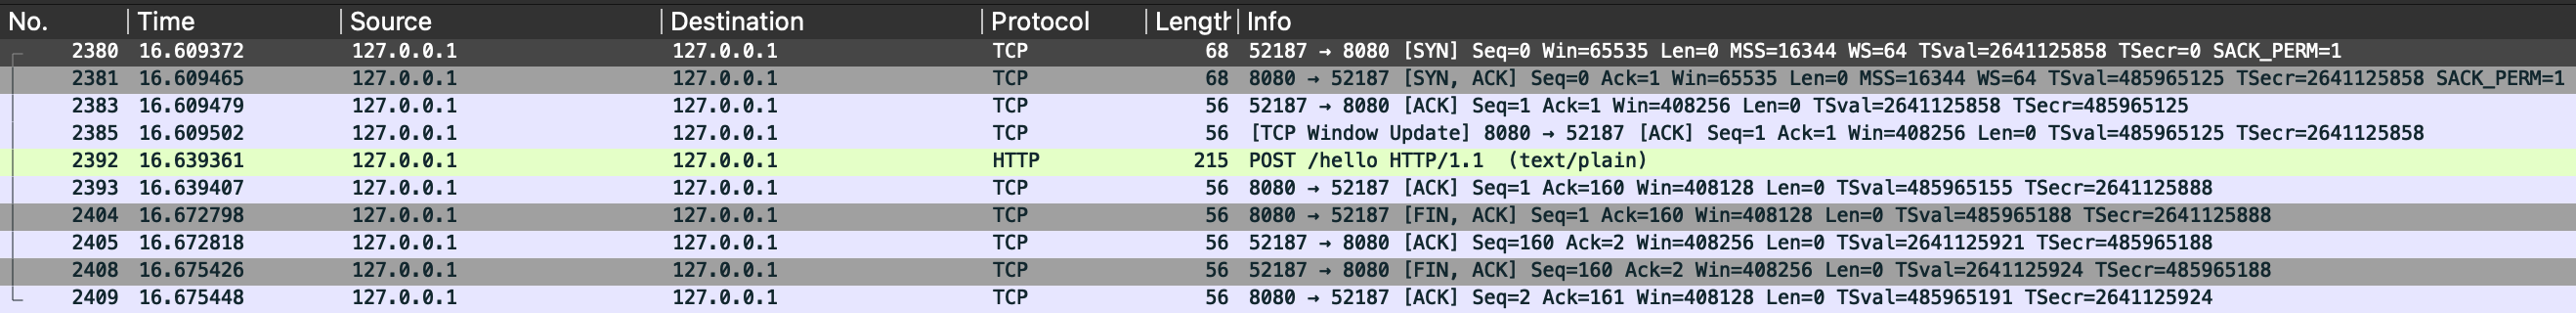 No. Time Source Destination Protocol Length Info
2380 16.609372 127.0.0.1 127.0.0.1 TCP 68 52187 → 8080 [SYN] Seq=0 Win=65535 Len=0 MSS=16344 WS=64 TSval=2641125858 TSecr=0 SACK_PERM=1
2381 16.609465 127.0.0.1 127.0.0.1 TCP 68 8080 → 52187 [SYN, ACK] Seq=0 Ack=1 Win=65535 Len=0 MSS=16344 WS=64 TSval=485965125 TSecr=2641125858 SACK_PERM=1
2383 16.609479 127.0.0.1 127.0.0.1 TCP 56 52187 → 8080 [ACK] Seq=1 Ack=1 Win=408256 Len=0 TSval=2641125858 TSecr=485965125
2385 16.609502 127.0.0.1 127.0.0.1 TCP 56 [TCP Window Update] 8080 → 52187 [ACK] Seq=1 Ack=1 Win=408256 Len=0 TSval=485965125 TSecr=2641125858
2392 16.639361 127.0.0.1 127.0.0.1 HTTP 215 POST /hello HTTP/1.1 (text/plain)
2393 16.639407 127.0.0.1 127.0.0.1 TCP 56 8080 → 52187 [ACK] Seq=1 Ack=160 Win=408128 Len=0 TSval=485965155 TSecr=2641125888
2404 16.672798 127.0.0.1 127.0.0.1 TCP 56 8080 → 52187 [FIN, ACK] Seq=1 Ack=160 Win=408128 Len=0 TSval=485965188 TSecr=2641125888
2405 16.672818 127.0.0.1 127.0.0.1 TCP 56 52187 → 8080 [ACK] Seq=160 Ack=2 Win=408256 Len=0 TSval=2641125921 TSecr=485965188
2408 16.675426 127.0.0.1 127.0.0.1 TCP 56 52187 → 8080 [FIN, ACK] Seq=160 Ack=2 Win=408256 Len=0 TSval=2641125924 TSecr=485965188
2409 16.675448 127.0.0.1 127.0.0.1 TCP 56 8080 → 52187 [ACK] Seq=2 Ack=161 Win=408128 Len=0 TSval=485965191 TSecr=2641125924